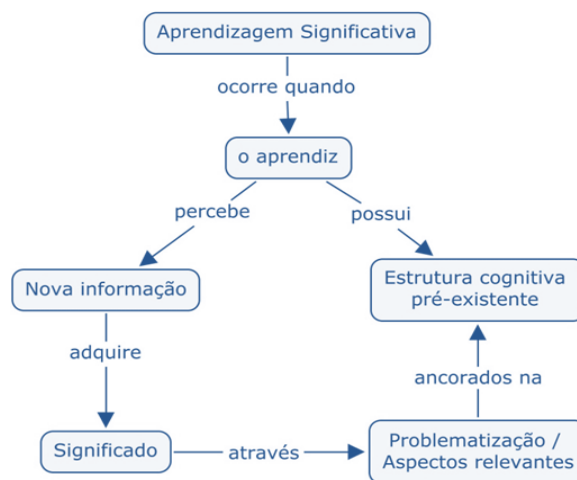 Aprendizagem Significativa
ocorre quando
o aprendiz
percebe
possui
Nova informação
Estrutura cognitiva
pré-existente
adquire
ancorados na
Significado
através
Problematização /
Aspectos relevantes